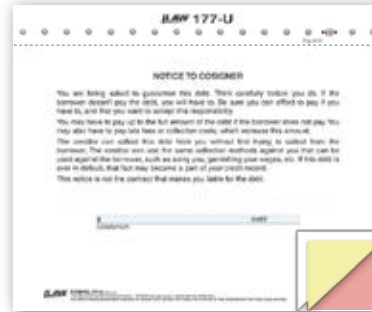 LAW 177-U
NOTICE TO COSIGNER
You are being asked to guarantee this debt. Think carefully before you do. If the
borrower doesn't pay the debt, you will have to. Be sure you can afford to pay if you
have to, and that you want to accept this responsibility.
You may have to pay up to the full amount of the debt if the borrower does not pay. You
may also have to pay late fees or collection costs, which increase this amount.
The creditor can collect this debt from you without first trying to collect from the
borrower. The creditor can use the same collection methods against you that can be
used against the borrower, such as suing you, garnishing your wages, etc. If this debt is
ever in default, that fact may become a part of your credit record.
This notice is not the contract that makes you liable for the debt.
X DATE
COSIGNER
LAW